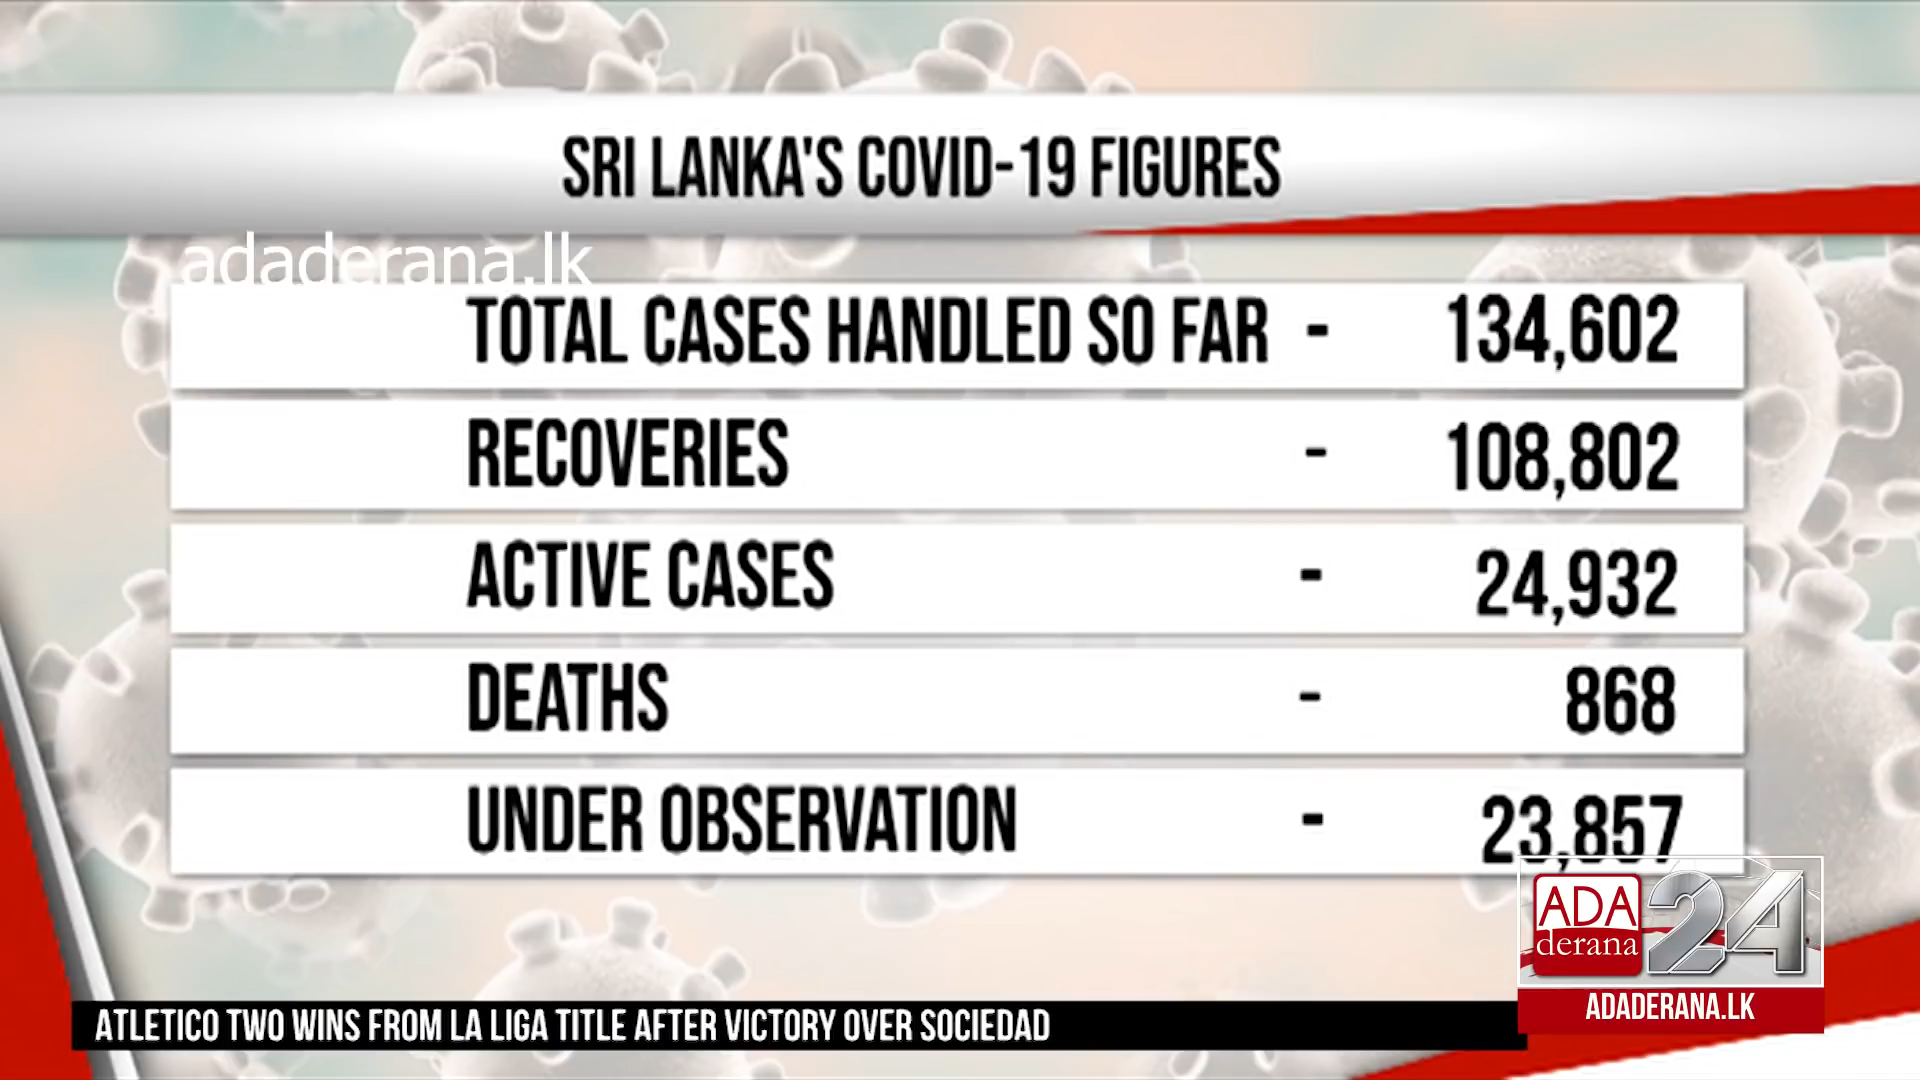 SRI LANKA'S COVID-19 FIGURES
adaderana.lk
TOTAL CASES HANDLED SO FAR - 134,602
RECOVERIES - 108,802
ACTIVE CASES - 24,932
DEATHS - 868
UNDER OBSERVATION - 23,857
ADA
derana
24
ADADERANA.LK
ATLETICO TWO WINS FROM LA LIGA TITLE AFTER VICTORY OVER SOCIEDAD